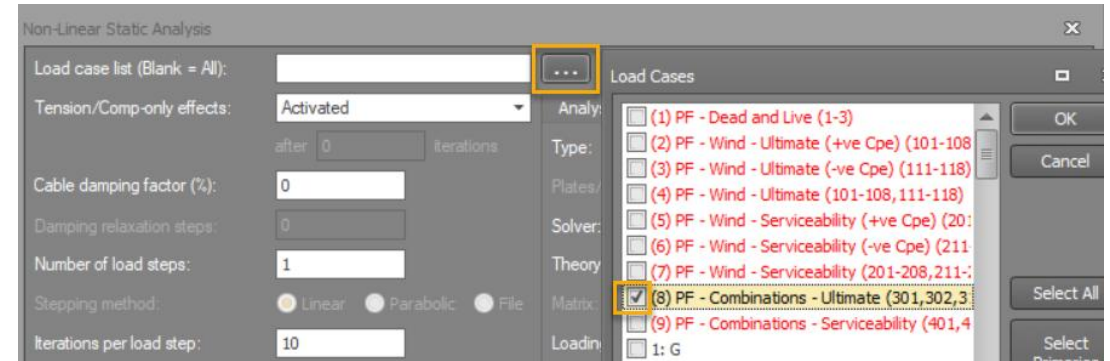 Non-Linear Static Analysis
Load case list (Blank = All):
...
Tension/Comp-only effects:
Activated
after 0 iterations
Cable damping factor (%):
0
Damping relaxation steps:
0
Number of load steps:
1
Stepping method:
Linear Parabolic File
Iterations per load step:
10
Type:
Solver:
Theory
Matrix:
Load Cases
(1) PF - Dead and Live (1-3)
(2) PF - Wind - Ultimate (+ve Cpe) (101-108
(3) PF - Wind - Ultimate (-ve Cpe) (111-118)
(4) PF - Wind - Ultimate (101-108,111-118)
(5) PF - Wind - Serviceability (+ve Cpe) (201
(6) PF - Wind - Serviceability (-ve Cpe) (211-
(7) PF - Wind - Serviceability (201-208,211-
(8) PF - Combinations - Ultimate (301,302,3
(9) PF - Combinations - Serviceability (401,4
1: G
OK
Cancel
Select All
Select